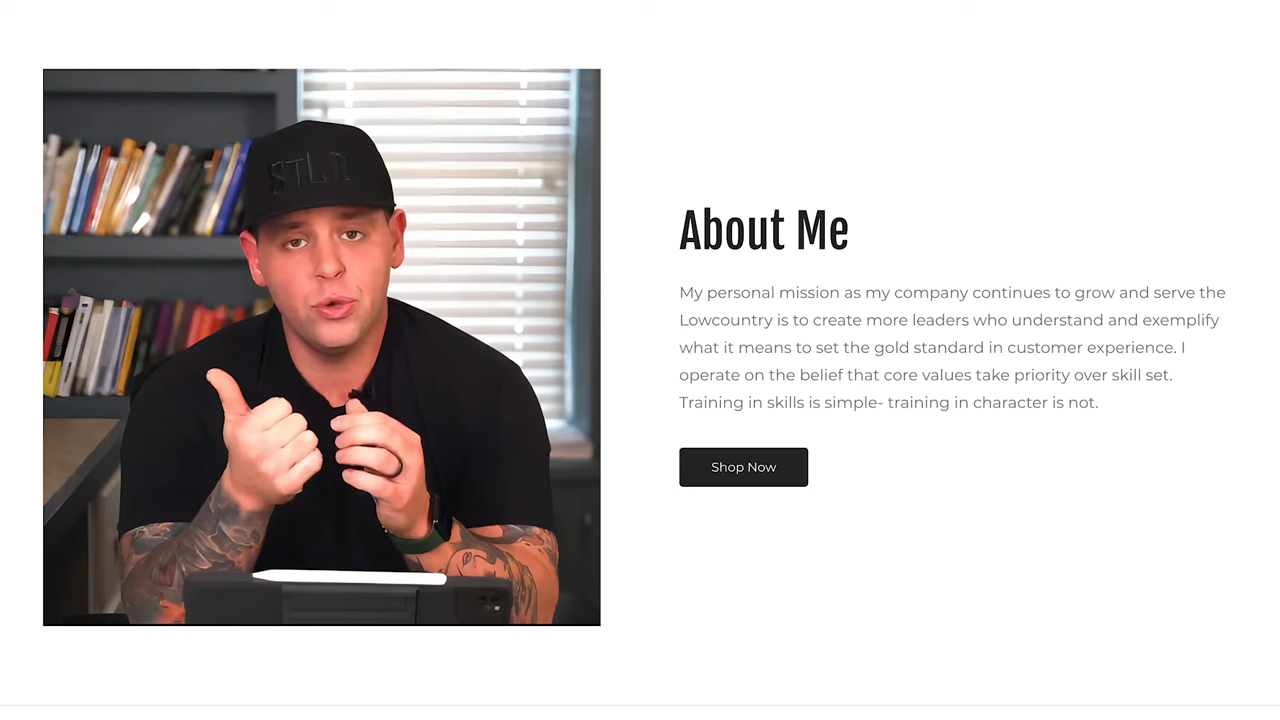 STLR
About Me
My personal mission as my company continues to grow and serve the
Lowcountry is to create more leaders who understand and exemplify
what it means to set the gold standard in customer experience. I
operate on the belief that core values take priority over skill set.
Training in skills is simple- training in character is not.
Shop Now